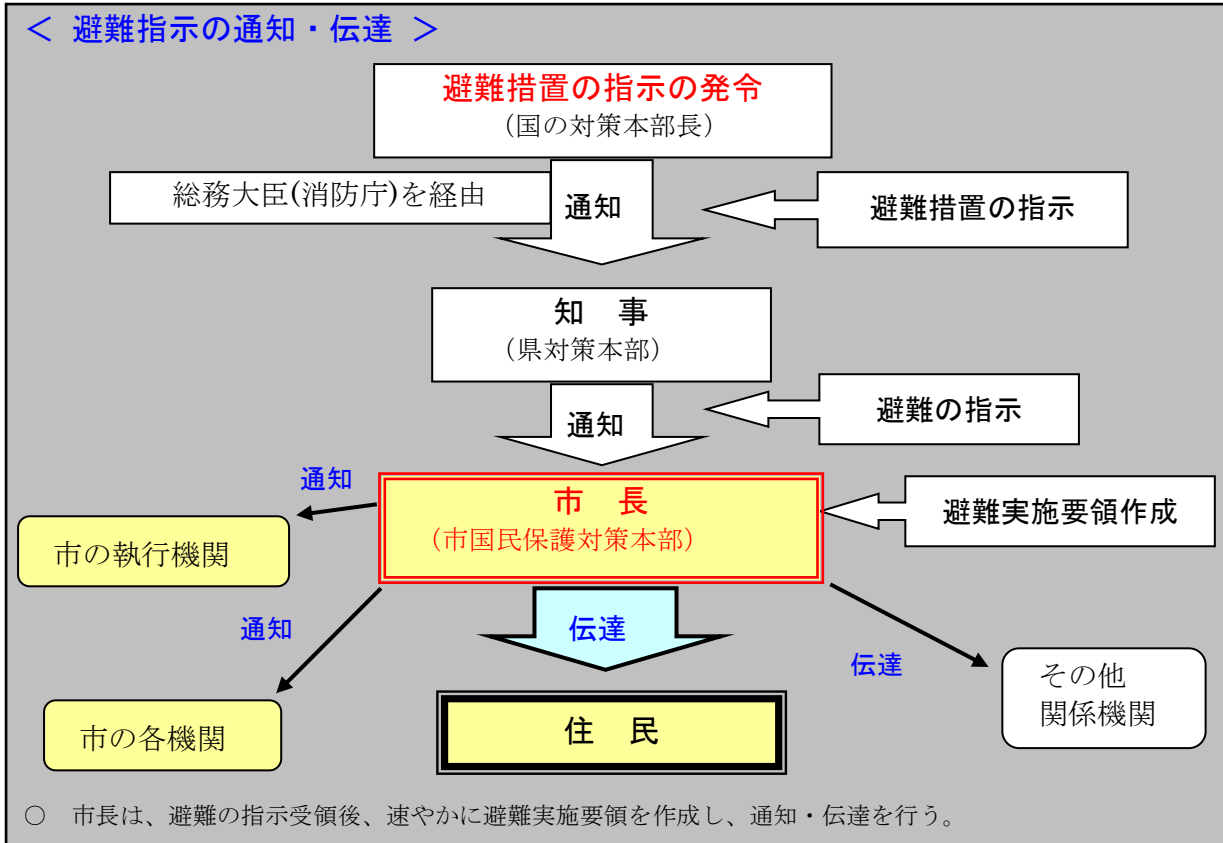 ＜ 避難指示の通知・伝達 ＞
避難措置の指示の発令
（国の対策本部長）
総務大臣(消防庁)を経由
通知
避難措置の指示
知　事
（県対策本部）
通知
避難の指示
通知
市　長
（市国民保護対策本部）
避難実施要領作成
市の執行機関
通知
伝達
伝達
その他
関係機関
市の各機関
住　民
○　市長は、避難の指示受領後、速やかに避難実施要領を作成し、通知・伝達を行う。